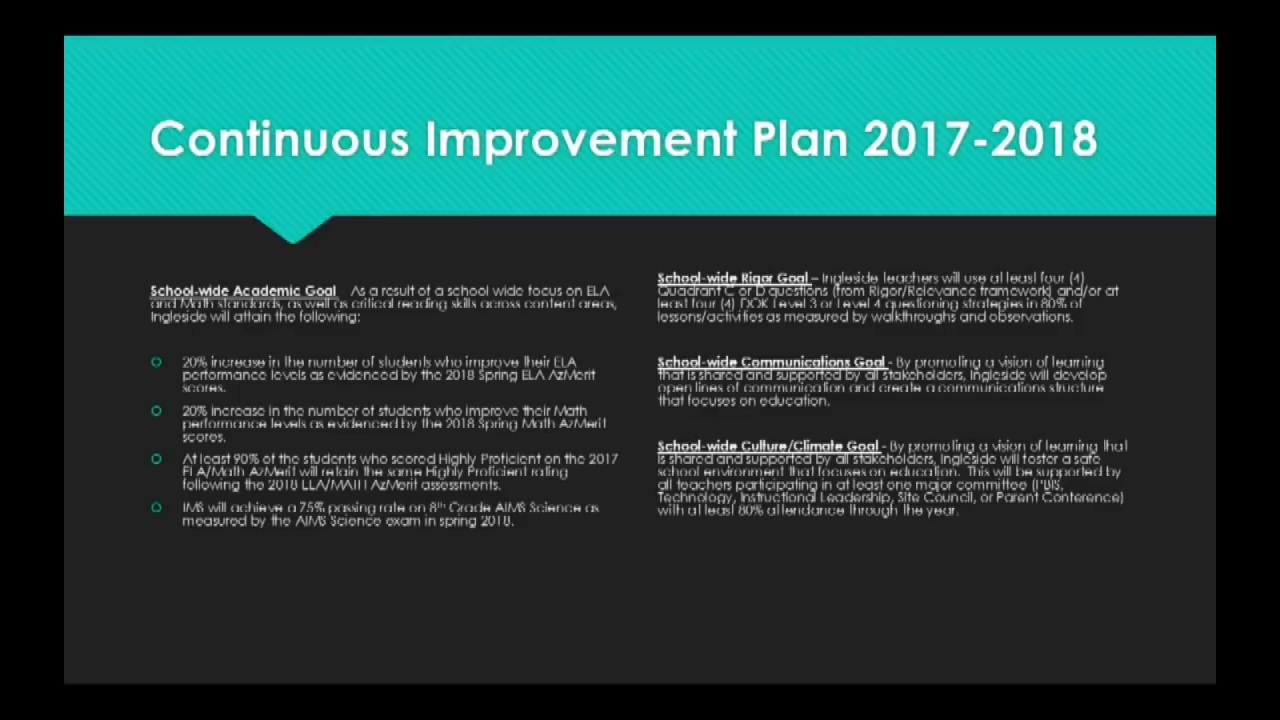 Continuous Improvement Plan 2017-2018
School-wide Academic Goal As a result of a school wide focus on ELA
and Math standards, as well as critical reading skills across content areas,
Ingleside will attain the following:
20% increase in the number of students who improve their ELA
performance levels as evidenced by the 2018 Spring ELA AzMerit
scores.
20% increase in the number of students who improve their Math
performance levels as evidenced by the 2018 Spring Math AzMerit
scores.
At least 90% of the students who scored Highly Proficient on the 2017
ELA/Math AzMerit will retain the same Highly Proficient rating
following the 2018 ELA/MATH AzMerit assessments.
IMS will achieve a 75% passing rate on 8th Grade AIMS Science as
measured by the AIMS Science exam in spring 2018.
School-wide Rigor Goal – Ingleside teachers will use at least four (4)
Quadrant C or D questions (from Rigor/Relevance framework) and/or at
least four (4) DOK Level 3 or Level 4 questioning strategies in 80% of
lessons/activities as measured by walkthroughs and observations.
School-wide Communications Goal - By promoting a vision of learning
that is shared and supported by all stakeholders, Ingleside will develop
open lines of communication and create a communications structure
that focuses on education.
School-wide Culture/Climate Goal - By promoting a vision of learning that
is shared and supported by all stakeholders, Ingleside will foster a safe
school environment that focuses on education. This will be supported by
all teachers participating in at least one major committee (PBIS,
Technology, Instructional Leadership, Site Council, or Parent Conference)
with at least 80% attendance through the year.